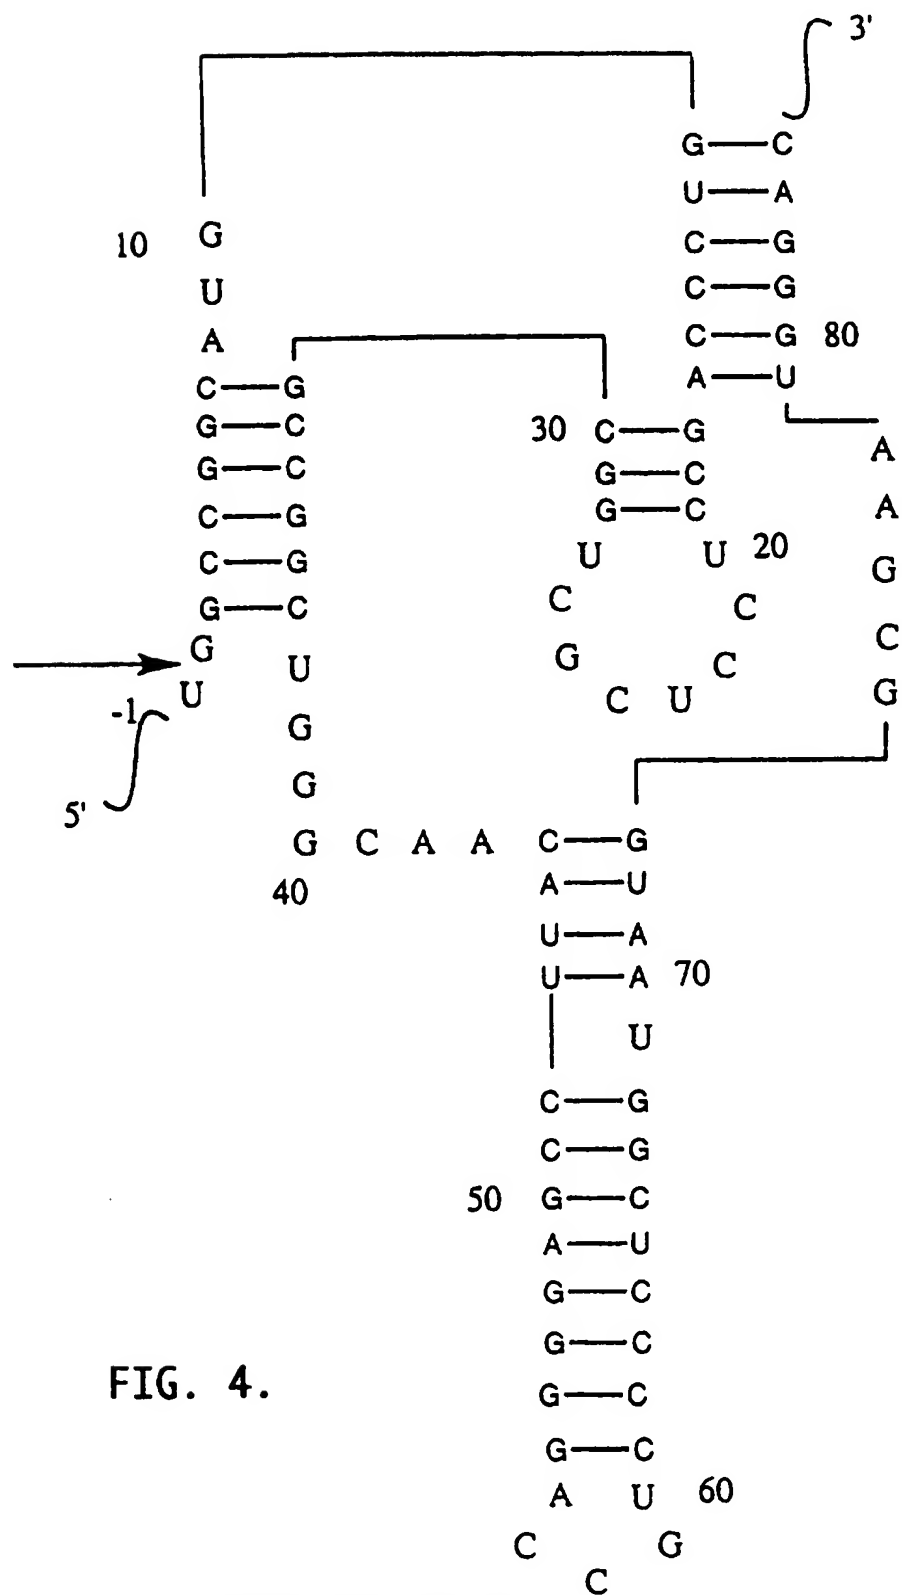 3'
G C
U A
10 G C G
U C G
A C G 80
C G A U
G C 30 C G A
G C G C A
C G G C
C G U U 20 G
G C C C C
G U G C G
-1 U G C U
5' G
G C A A C G
40 A U
U A
U A 70
U
C G
C G
50 G C
A U
G C
G C
FIG. 4.
G C
G C
A U 60
C G
C